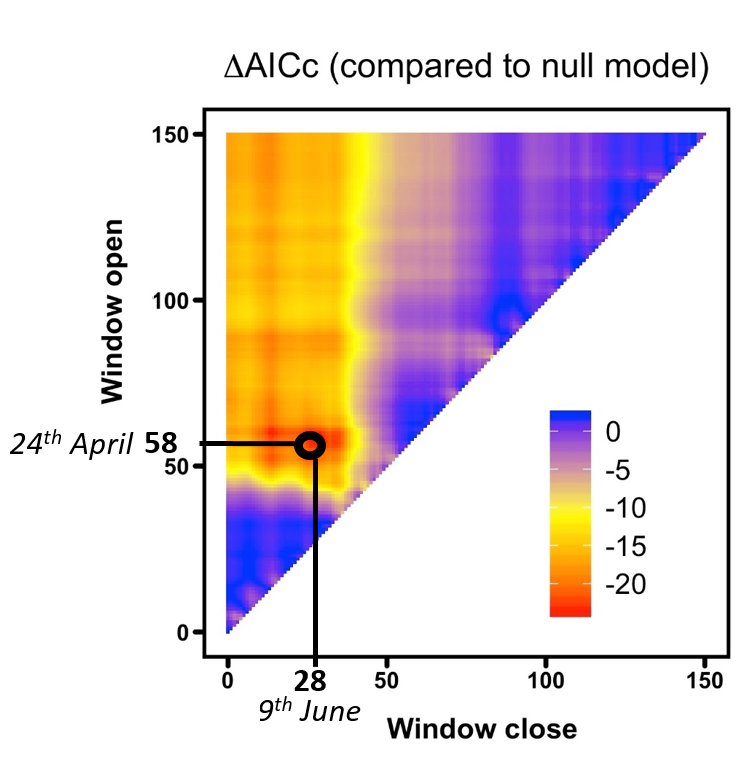 ΔAICc (compared to null model)
150
100
24th April 58
50
0
Window open
0
-5
-10
-15
-20
0 28 50 100 150
9th June
Window close